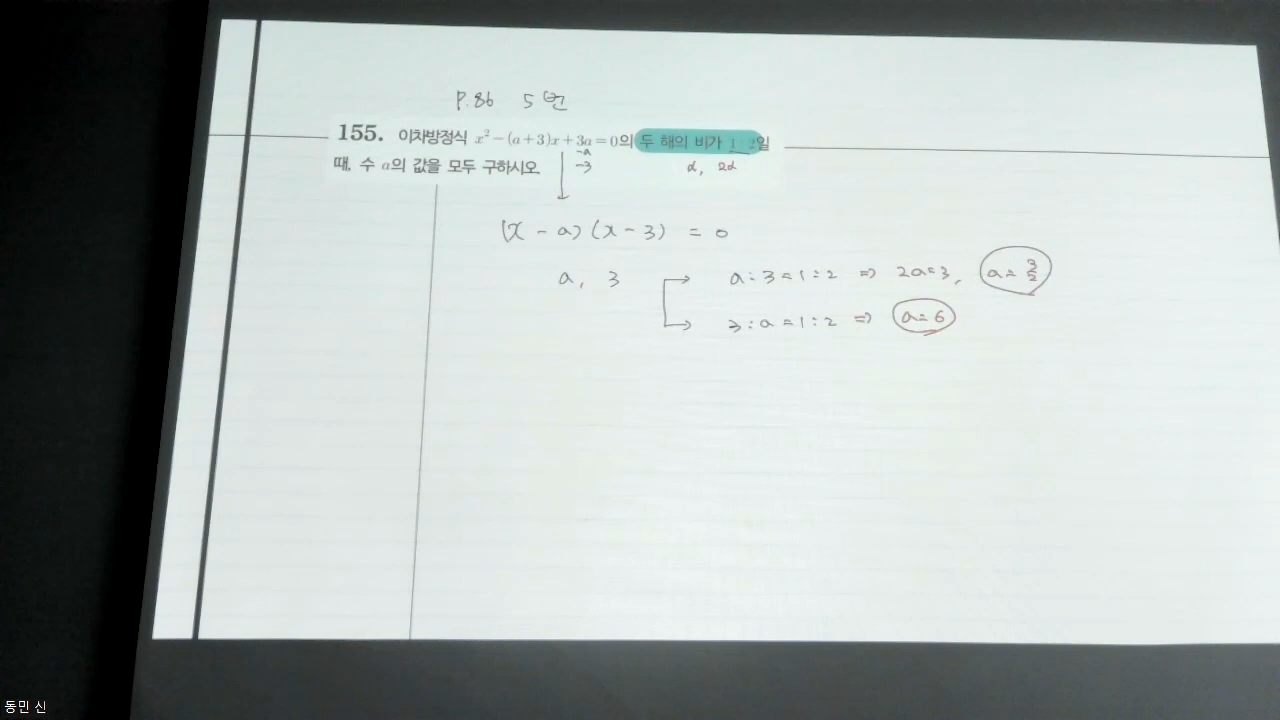 P.86 5번
155. 이차방정식 x²-(a+3)x+3a=0의 두 해의 비가 1:2일
때, 수 a의 값을 모두 구하시오.
-a
-3
α, 2α
(x-a)(x-3) = 0
a, 3
a:3=1:2 ⇒ 2a=3, a=3/2
3:a=1:2 ⇒ a=6
동민 신